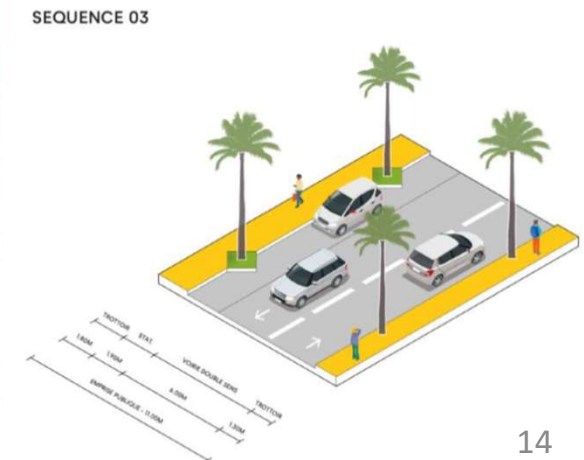 SEQUENCE 03
TROTTOIR
STAT.
VOIRIE DOUBLE SENS
TROTTOIR
1.80M
1.90M
6.00M
1.30M
EMPRISE PUBLIQUE - 11.00M
14